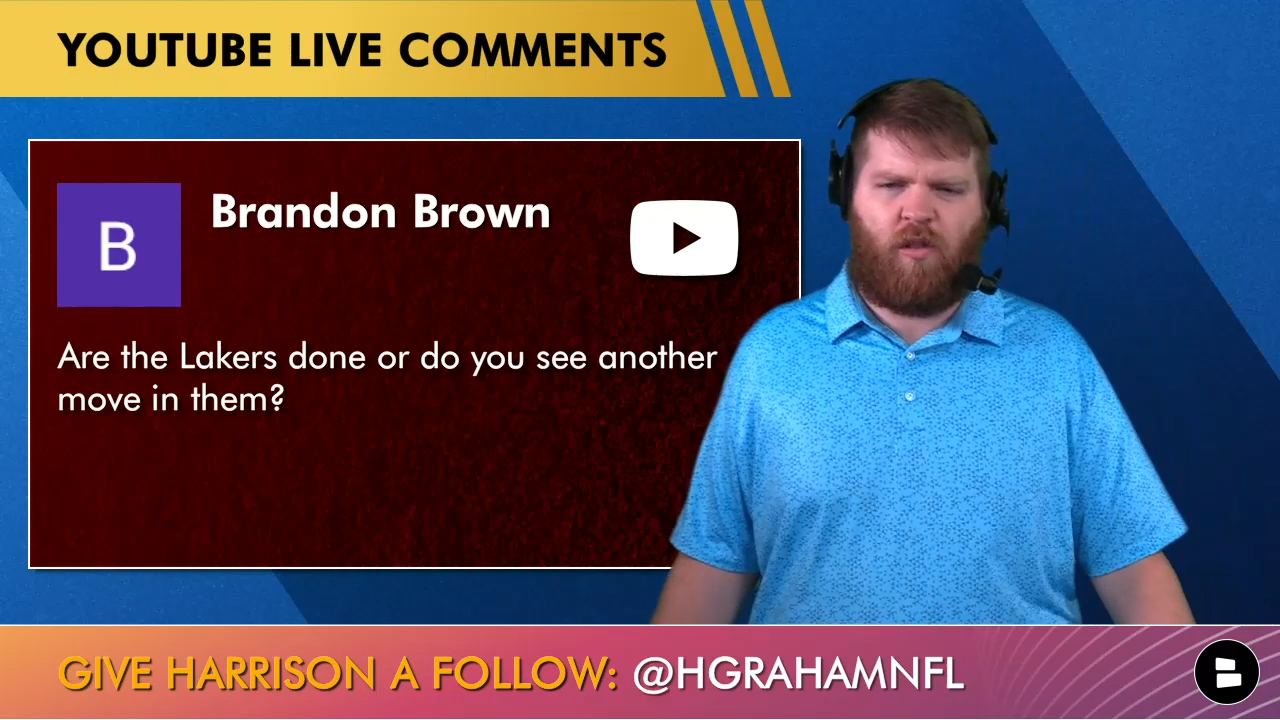 YOUTUBE LIVE COMMENTS
B
Brandon Brown
Are the Lakers done or do you see another
move in them?
GIVE HARRISON A FOLLOW: @HGRAHAMNFL